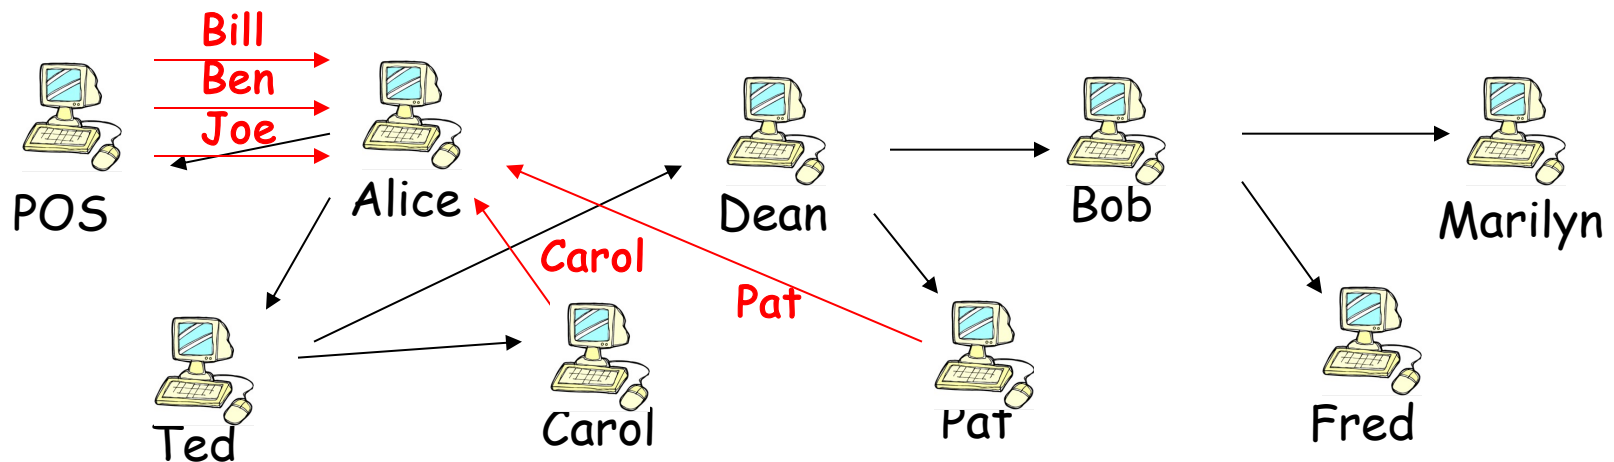 Bill
Ben
Joe
POS
Alice
Dean
Bob
Marilyn
Carol
Pat
Ted
Carol
Pat
Fred